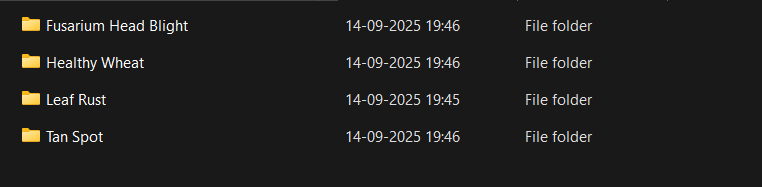 Fusarium Head Blight 14-09-2025 19:46 File folder
Healthy Wheat 14-09-2025 19:46 File folder
Leaf Rust 14-09-2025 19:45 File folder
Tan Spot 14-09-2025 19:46 File folder